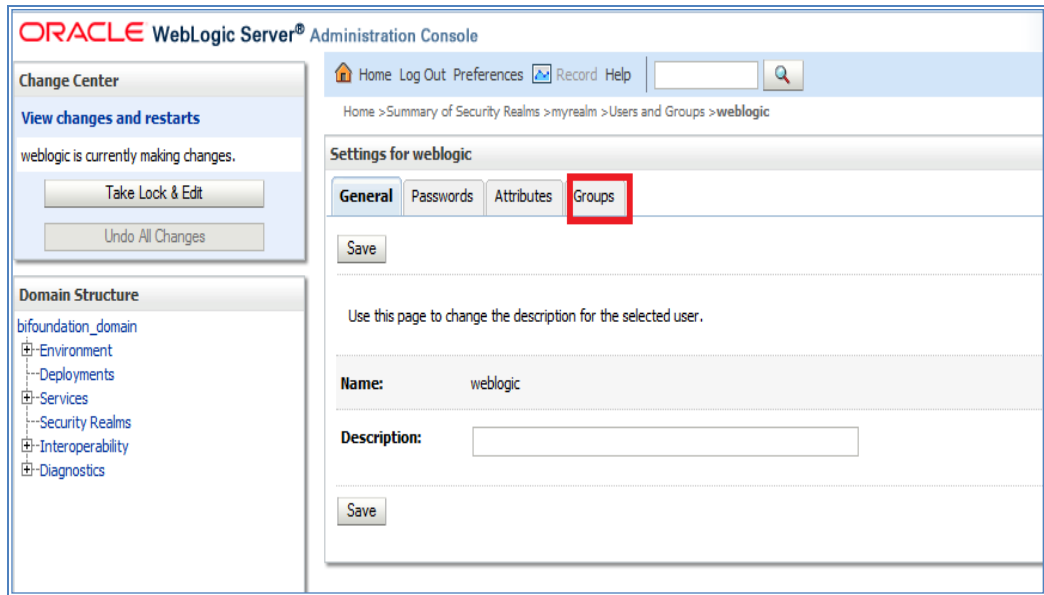 ORACLE WebLogic Server® Administration Console
Change Center
View changes and restarts
weblogic is currently making changes.
Take Lock & Edit
Undo All Changes
Domain Structure
bifoundation_domain
Environment
Deployments
Services
Security Realms
Interoperability
Diagnostics
Home Log Out Preferences Record Help
Home >Summary of Security Realms >myrealm >Users and Groups >weblogic
Settings for weblogic
General Passwords Attributes Groups
Save
Use this page to change the description for the selected user.
Name: weblogic
Description:
Save